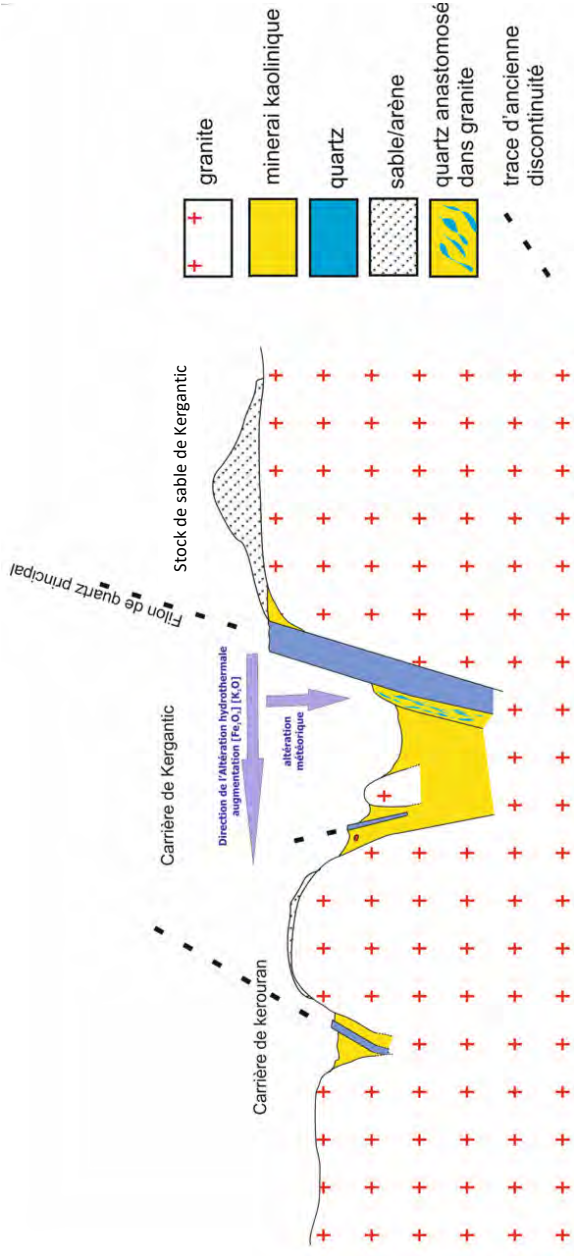 Carrière de kerouran
Carrière de Kergantic
Direction de l'Altération hydrothermale
augmentation [Fe₂O₃] [K₂O]
altération
météorique
Filon de quartz principal
Stock de sable de Kergantic
granite
minerai kaolinique
quartz
sable/arène
quartz anastomosé
dans granite
trace d'ancienne
discontinuité